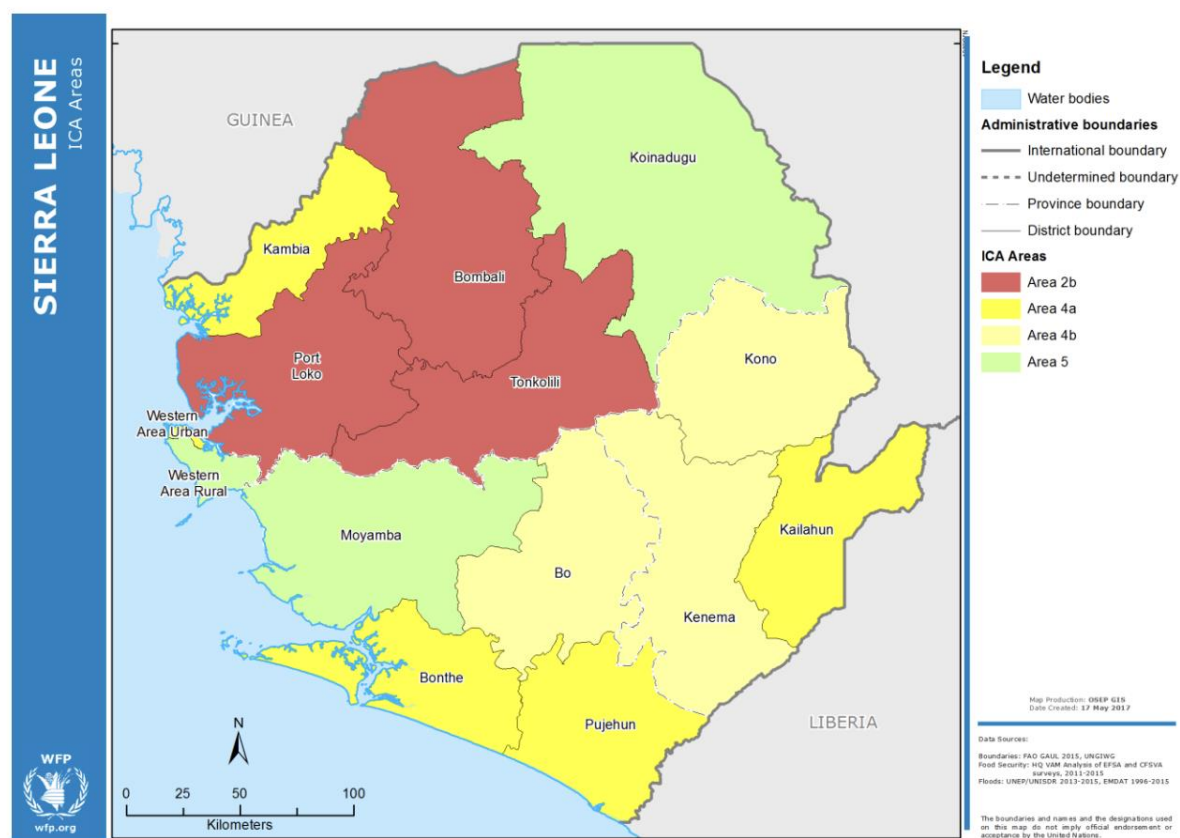 SIERRA LEONE
ICA Areas
WFP
wfp.org
GUINEA
Koinadugu
Kambia
Bombali
Port
Loko
Tonkolili
Kono
Western
Area Urban
Western
Area Rural
Moyamba
Bo
Kailahun
Kenema
Bonthe
Pujehun
LIBERIA
N
0 25 50 100
Kilometers
Legend
Water bodies
Administrative boundaries
International boundary
Undetermined boundary
Province boundary
District boundary
ICA Areas
Area 2b
Area 4a
Area 4b
Area 5
Map Production: OSEP GIS
Date Created: 17 May 2017
Data Sources:
Boundaries: FAO GAUL 2015, UNGIWG
Food Security: HQ VAM Analysis of EFSA and CFSVA
surveys, 2011-2015
Floods: UNEP/UNISDR 2013-2015, EMDAT 1996-2015
The boundaries and names and the designations used
on this map do not imply official endorsement or
acceptance by the United Nations.